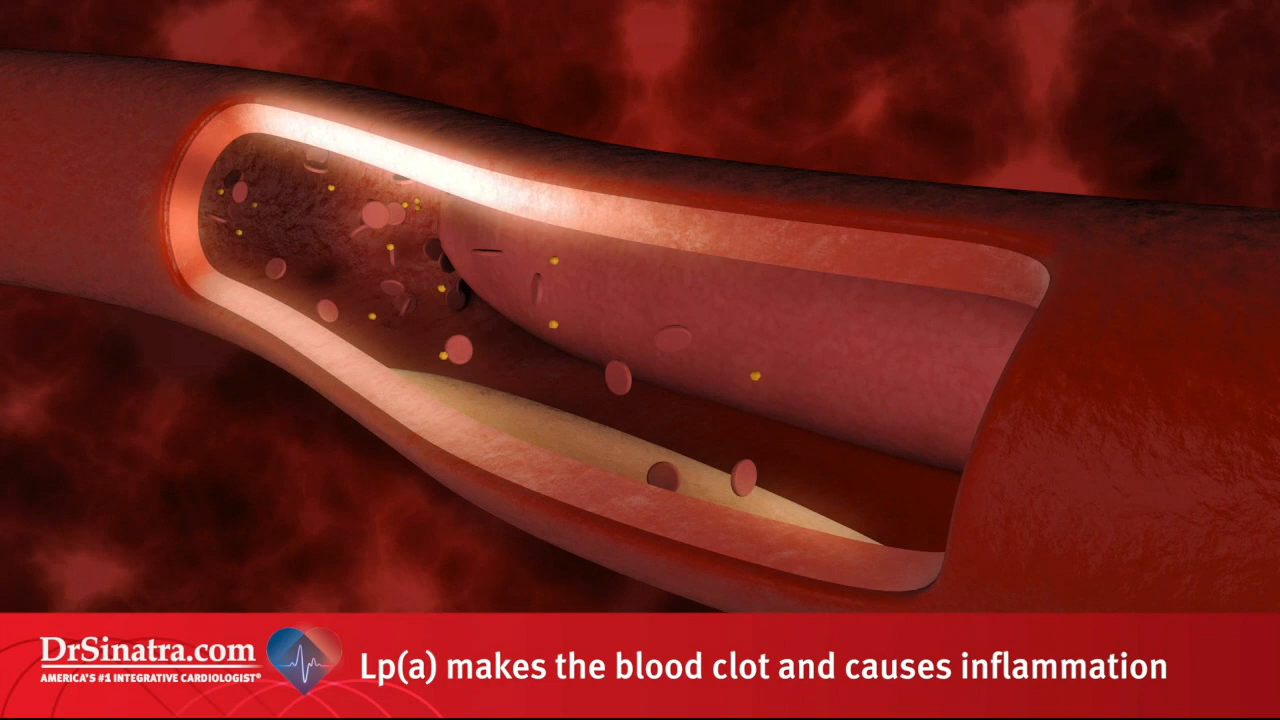 DrSinatra.com
AMERICA'S #1 INTEGRATIVE CARDIOLOGIST®
Lp(a) makes the blood clot and causes inflammation